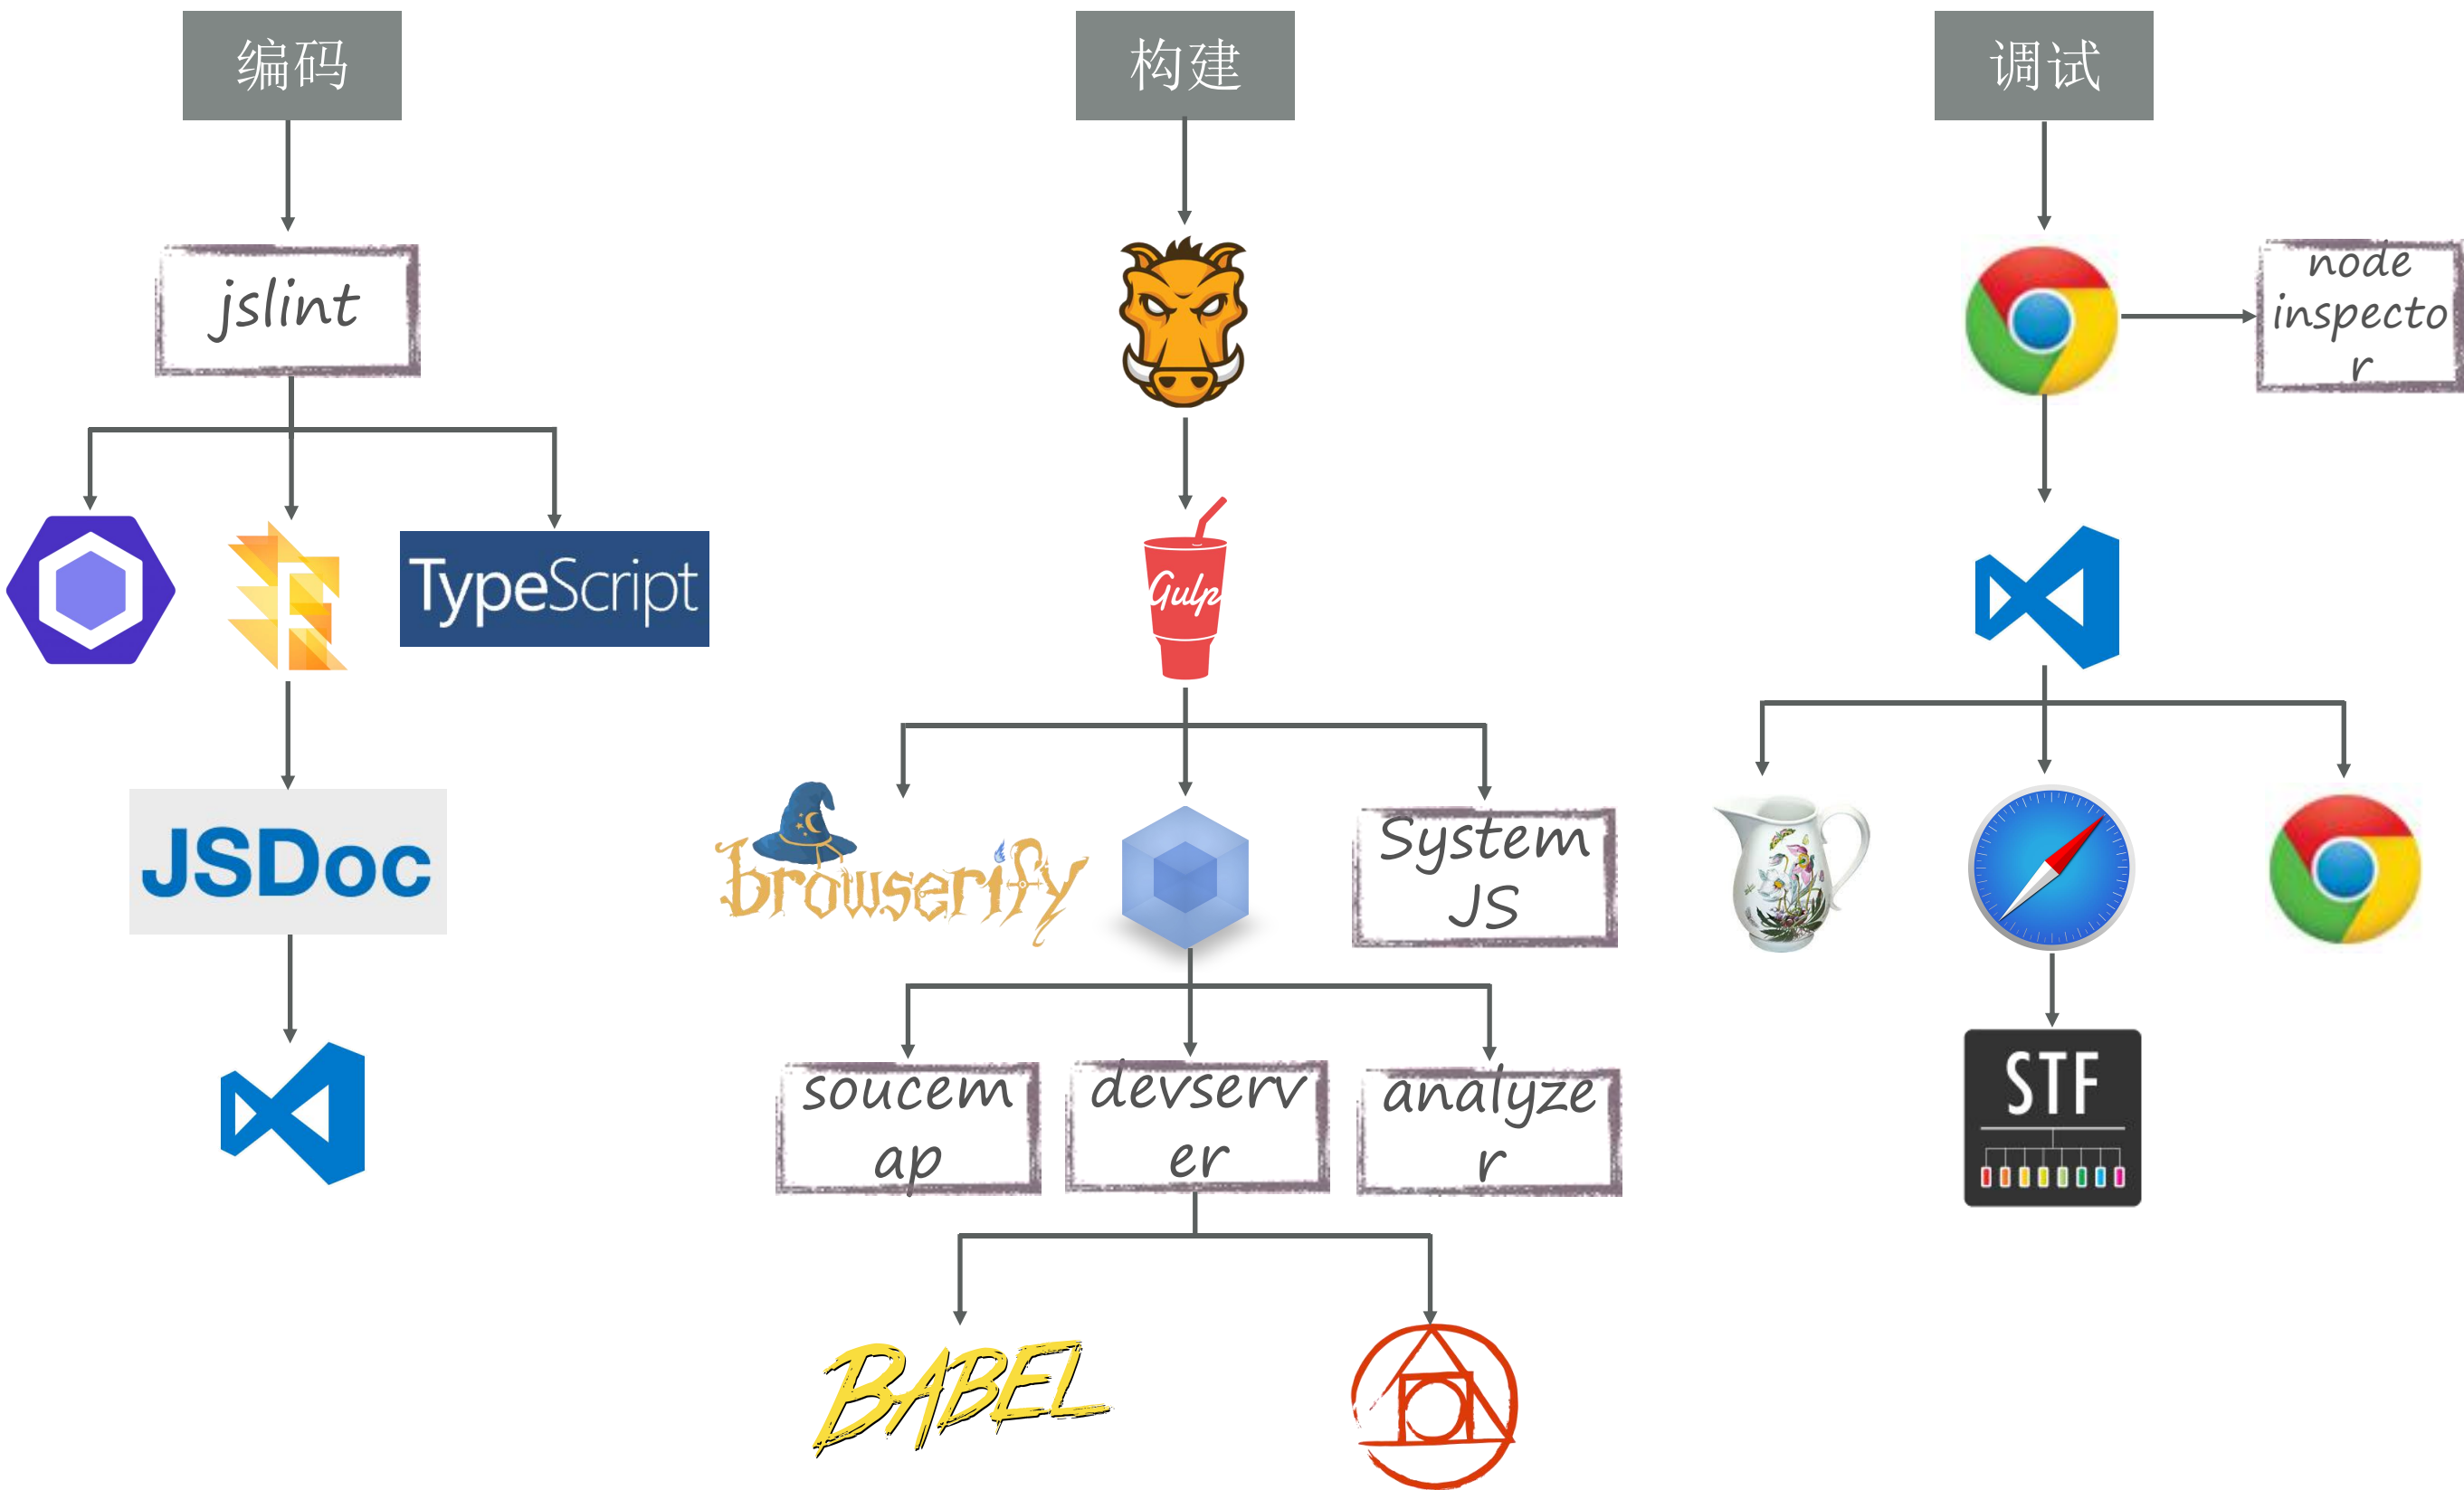 编码
构建
调试
jslint
node
inspecto
r
TypeScript
Gulp
JSDoc
browserify
System
JS
soucem
ap
devserv
er
analyze
r
STF
BABEL